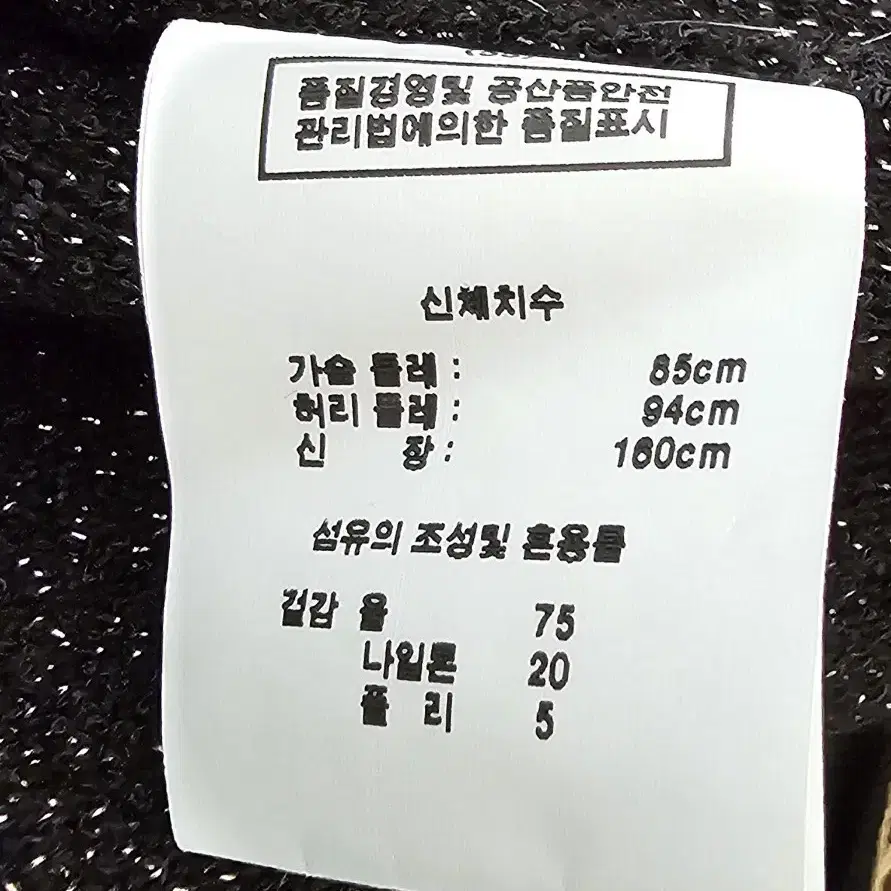 품질경영및 공산품안전
관리법에의한 품질표시
신체치수
가슴 둘레 : 85cm
허리 둘레 : 94cm
신 장 : 160cm
섬유의 조성및 혼용률
겉감 울 75
나일론 20
폴 리 5